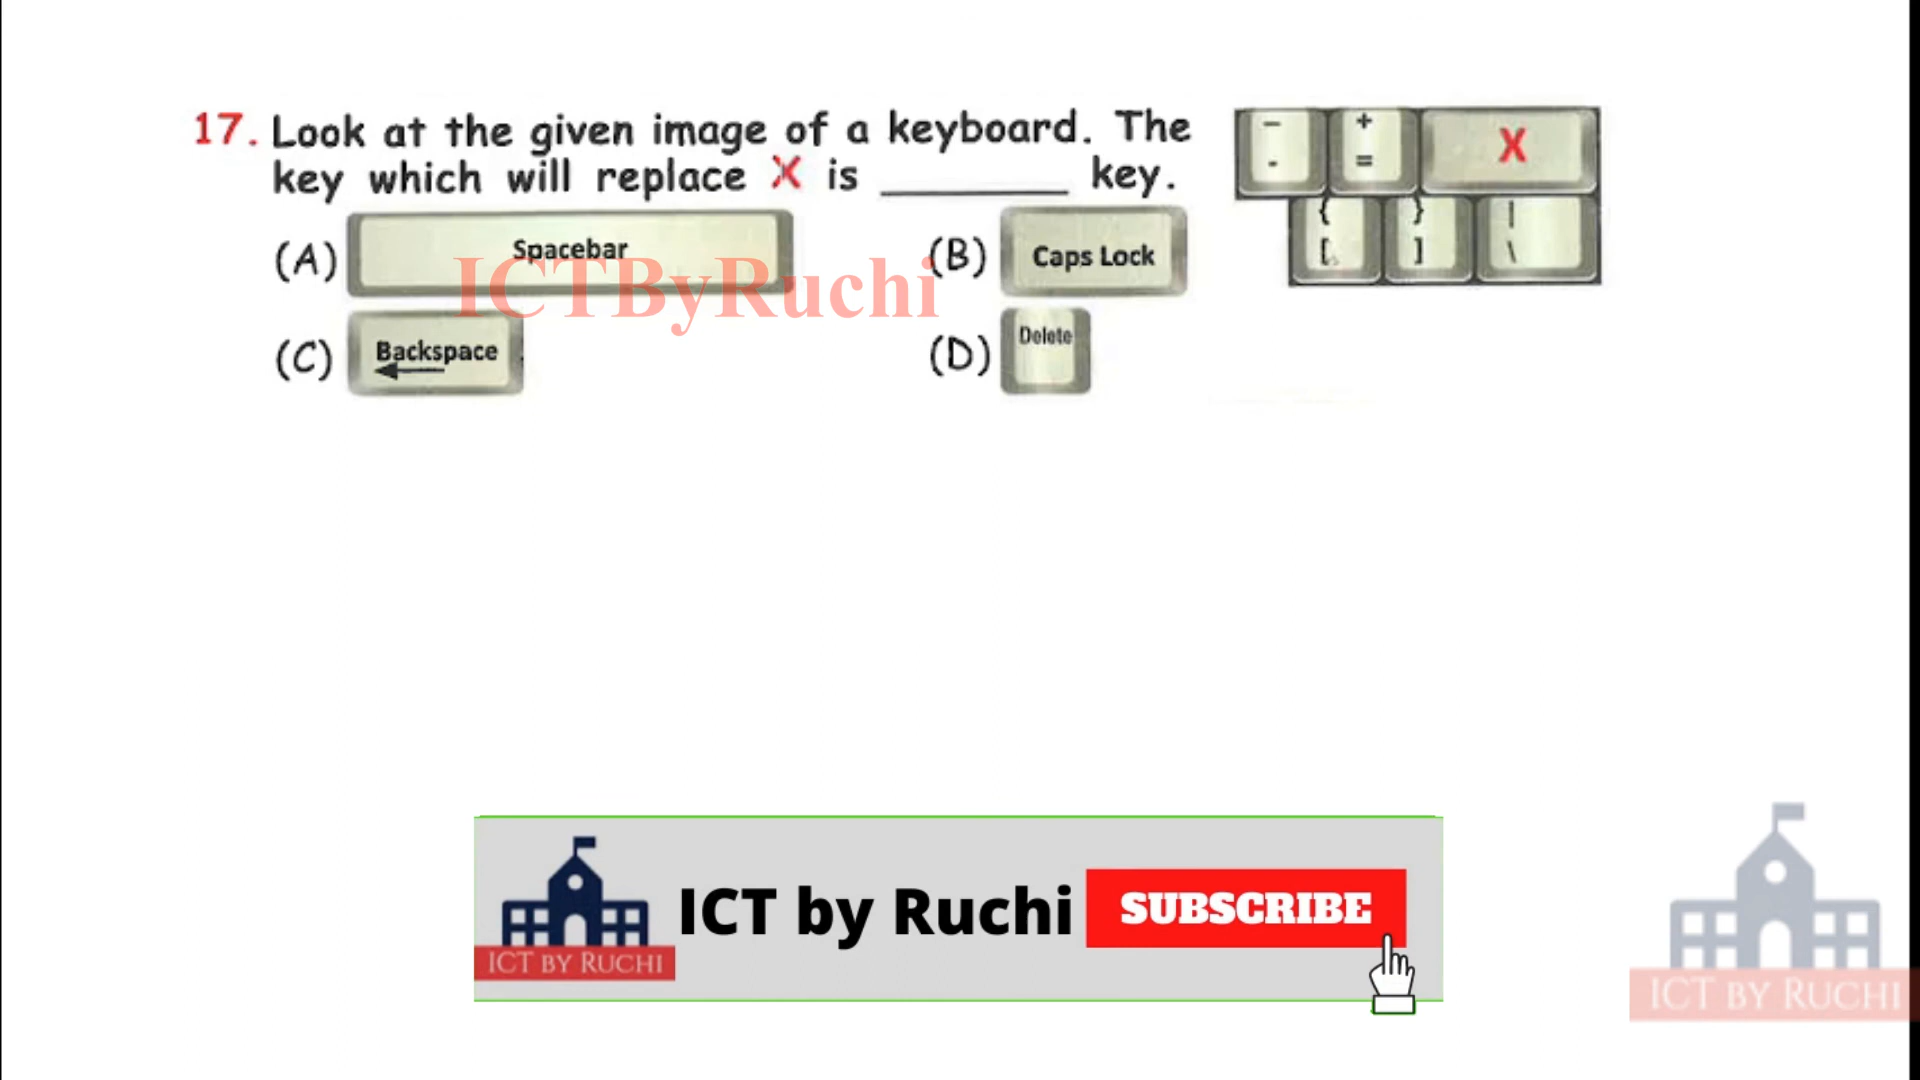 17. Look at the given image of a keyboard. The
key which will replace X is ________ key.
(A) Spacebar
(B) Caps Lock
(C) Backspace
(D) Delete
_ + X
- =
{ } |
[ ] \
ICTByRuchi
ICT by Ruchi SUBSCRIBE
ICT BY RUCHI
ICT BY RUCHI